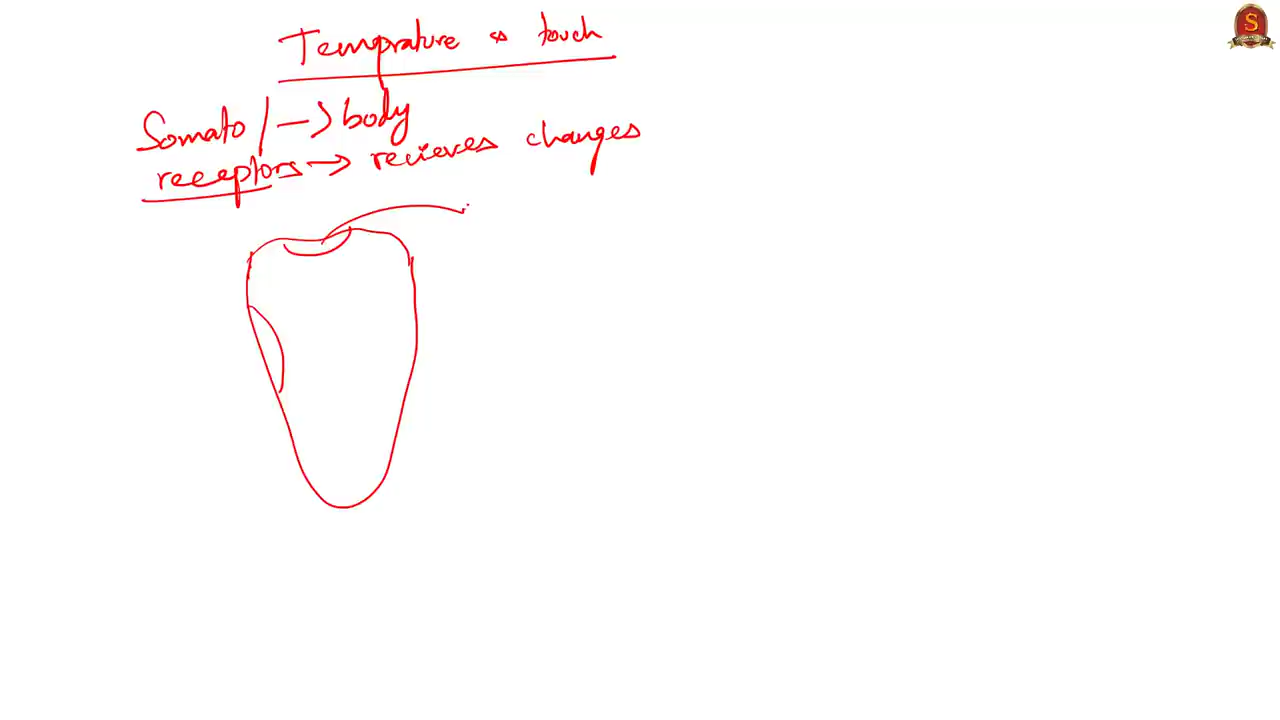 Temprature & touch
Somato / → body
receptors → recieves changes
S